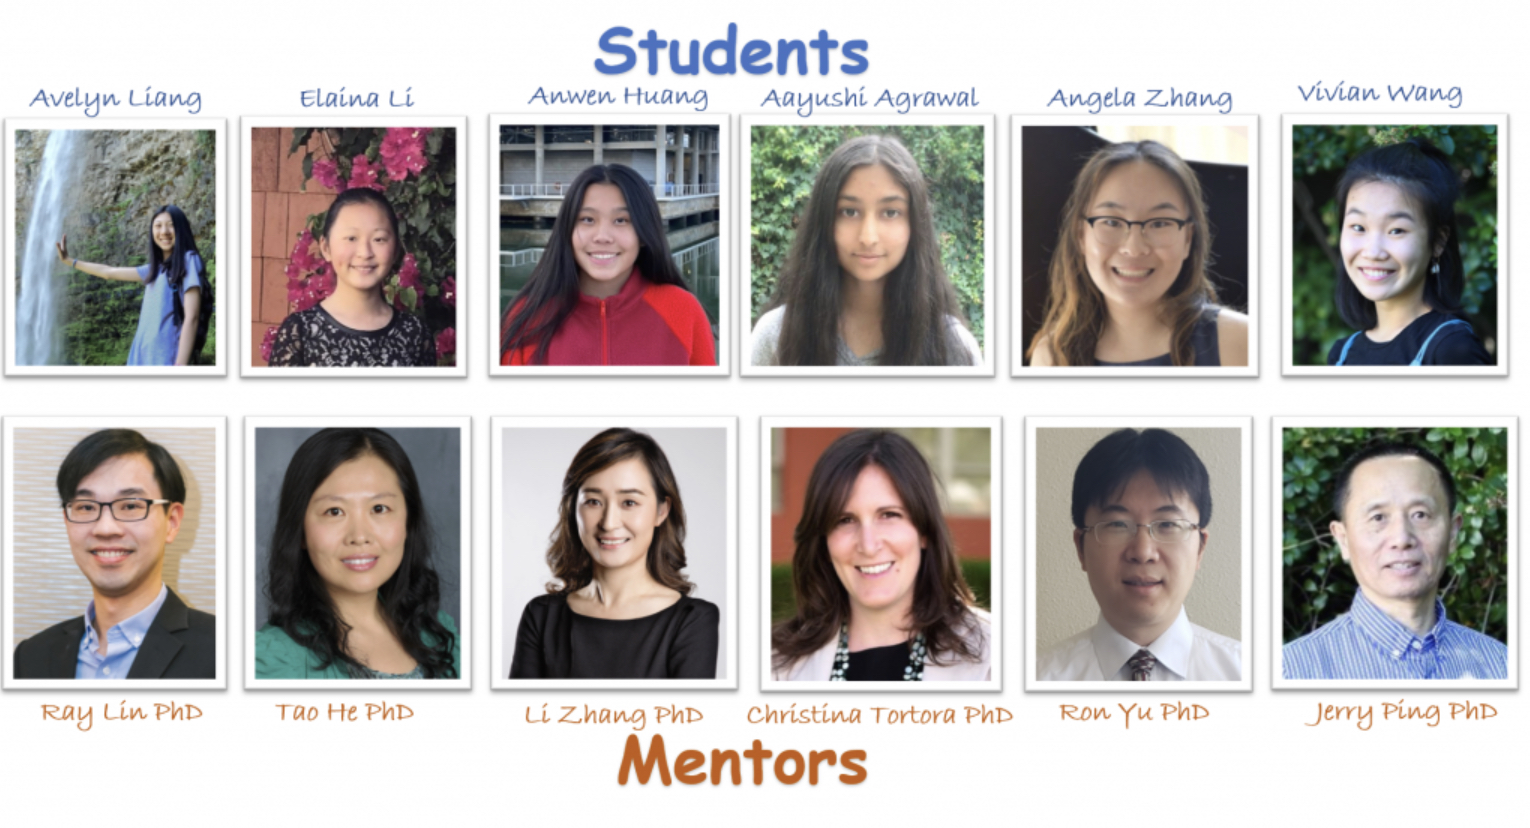 Students
Avelyn Liang
Elaina Li
Anwen Huang
Aayushi Agrawal
Angela Zhang
Vivian Wang
Ray Lin PhD
Tao He PhD
Li Zhang PhD
Christina Tortora PhD
Ron Yu PhD
Jerry Ping PhD
Mentors